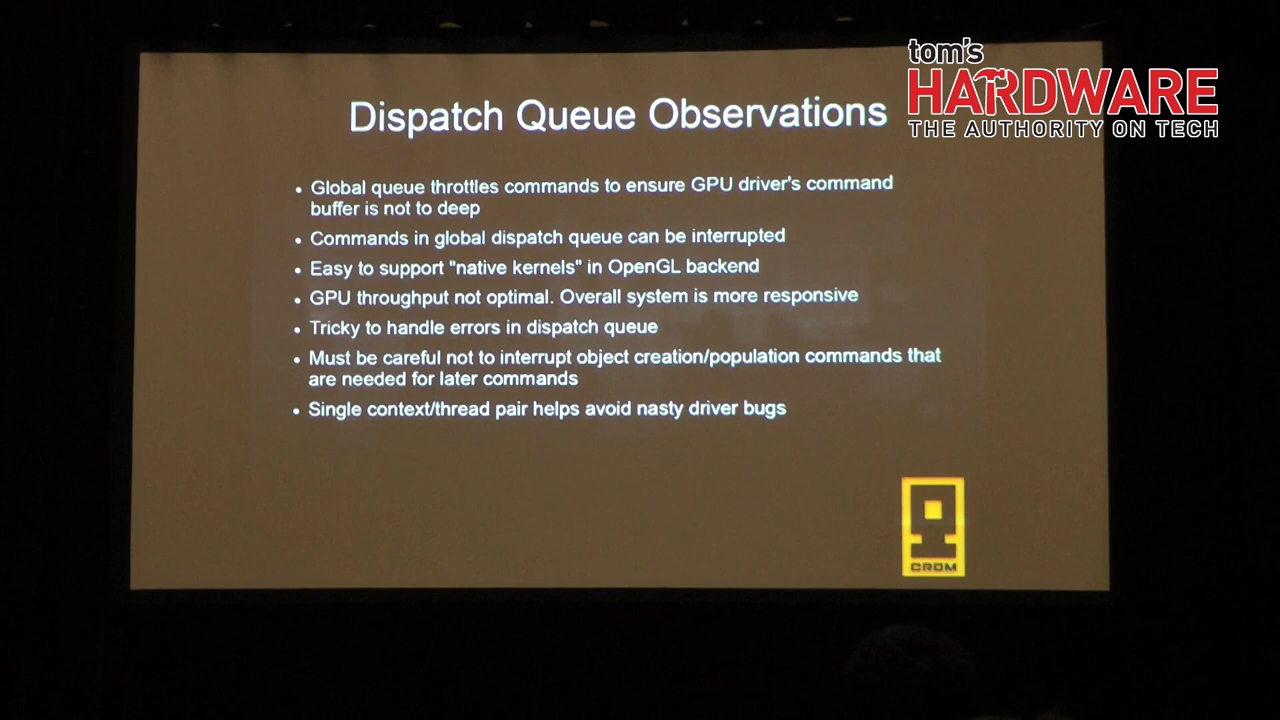 tom's
HARDWARE
THE AUTHORITY ON TECH
Dispatch Queue Observations
• Global queue throttles commands to ensure GPU driver's command
buffer is not to deep
• Commands in global dispatch queue can be interrupted
• Easy to support "native kernels" in OpenGL backend
• GPU throughput not optimal. Overall system is more responsive
• Tricky to handle errors in dispatch queue
• Must be careful not to interrupt object creation/population commands that
are needed for later commands
• Single context/thread pair helps avoid nasty driver bugs
CROM